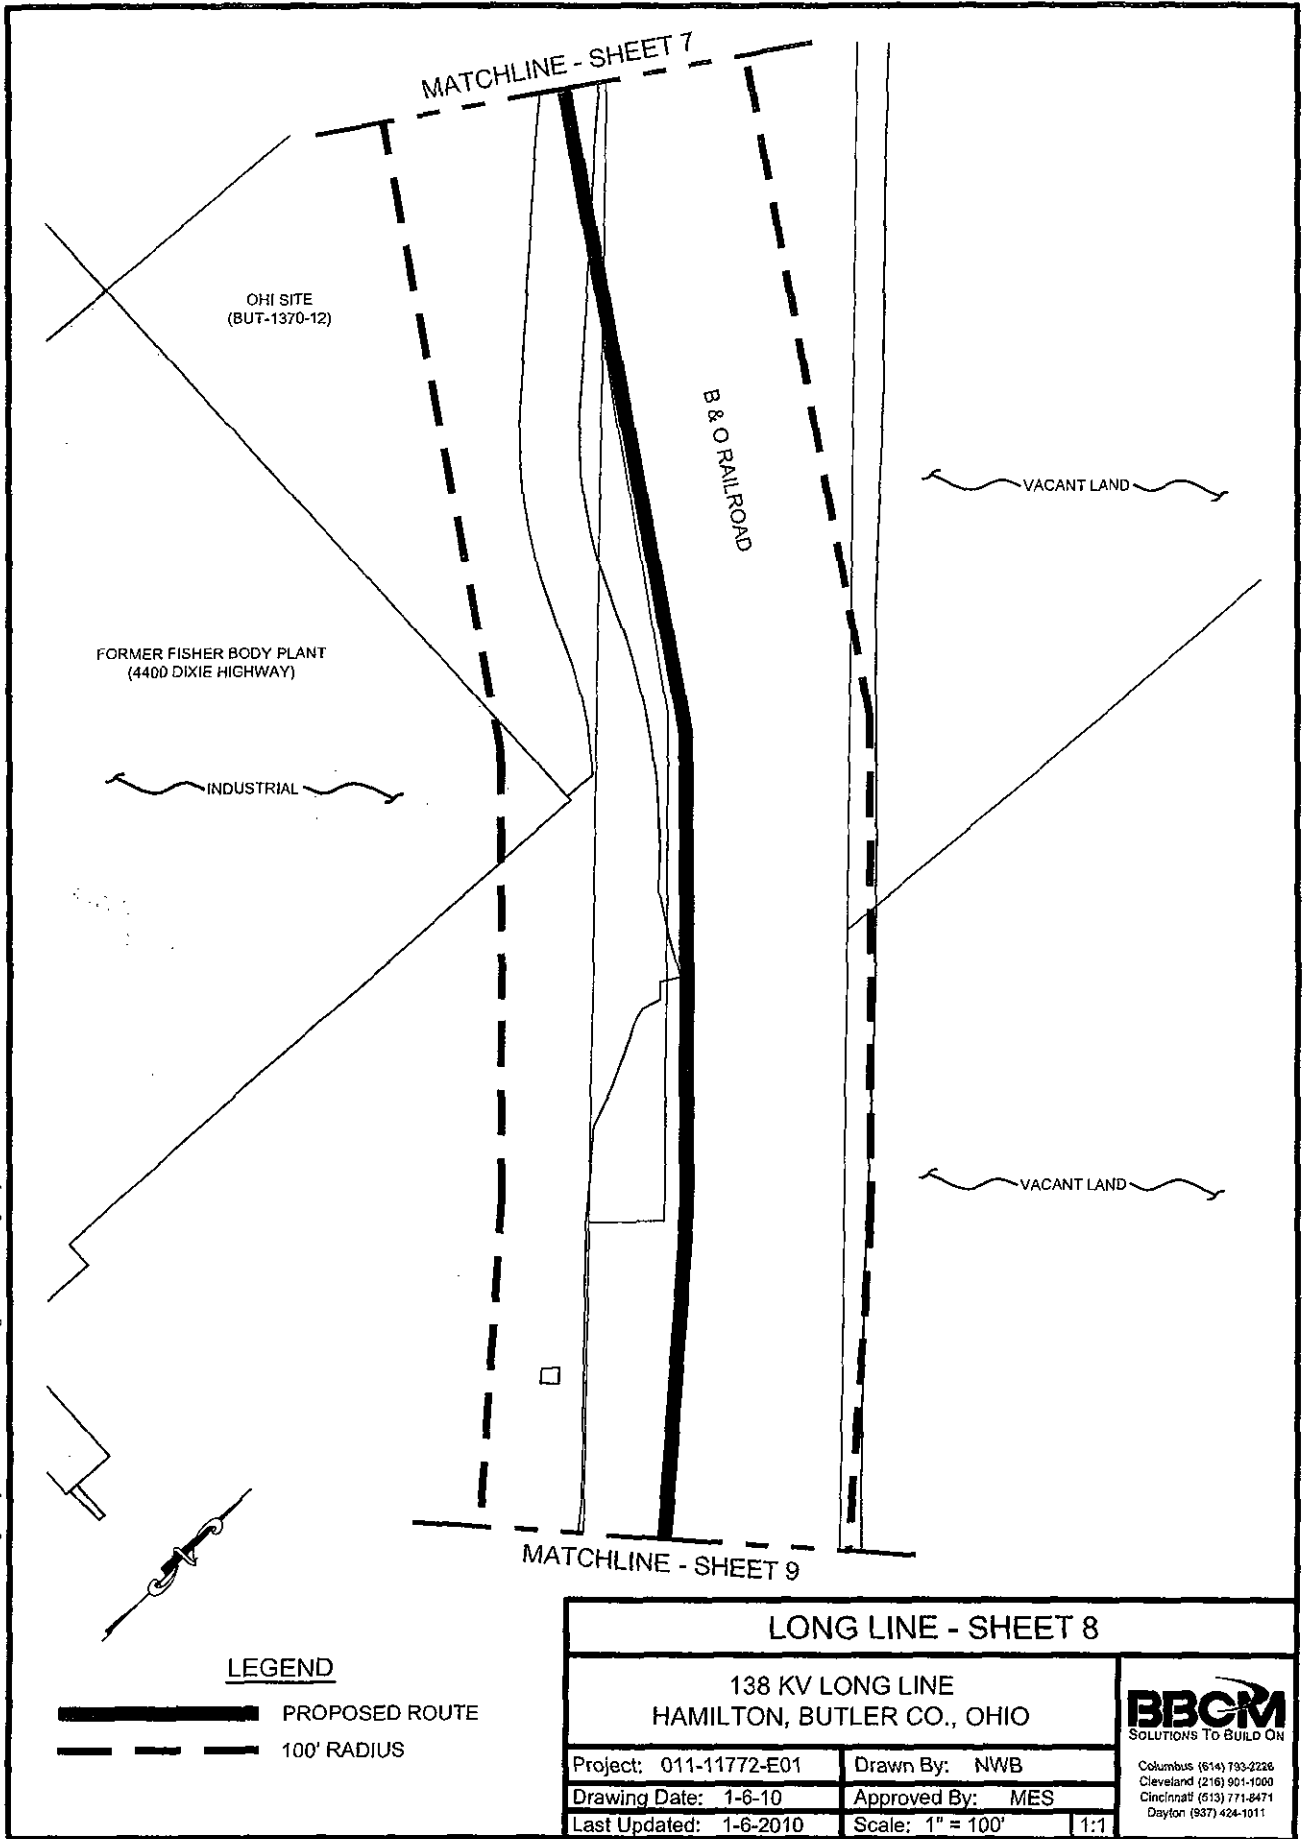 MATCHLINE - SHEET 7
OHI SITE
(BUT-1370-12)
B & O RAILROAD
VACANT LAND
FORMER FISHER BODY PLANT
(4400 DIXIE HIGHWAY)
INDUSTRIAL
VACANT LAND
MATCHLINE - SHEET 9
LEGEND
PROPOSED ROUTE
100' RADIUS
LONG LINE - SHEET 8
138 KV LONG LINE
HAMILTON, BUTLER CO., OHIO
Project: 011-11772-E01
Drawn By: NWB
Drawing Date: 1-6-10
Approved By: MES
Last Updated: 1-6-2010
Scale: 1" = 100'
1:1
BBCM
SOLUTIONS TO BUILD ON
Columbus (614) 793-2226
Cleveland (216) 901-1000
Cincinnati (513) 771-8471
Dayton (937) 424-1011